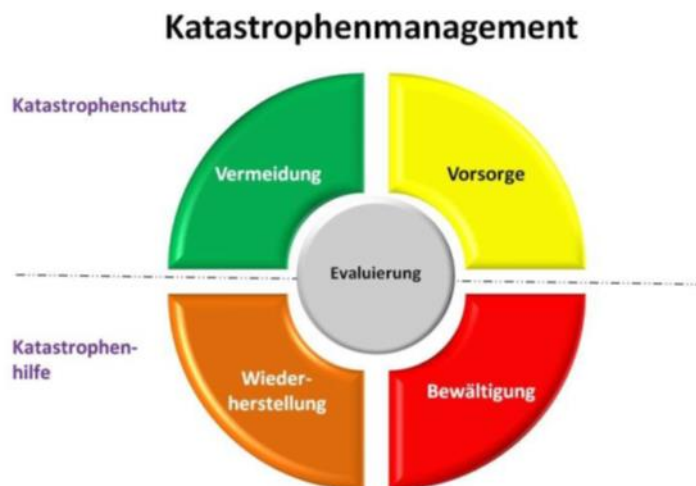 Katastrophenmanagement
Katastrophenschutz
Vermeidung
Vorsorge
Evaluierung
Katastrophen-
hilfe
Wieder-
herstellung
Bewältigung